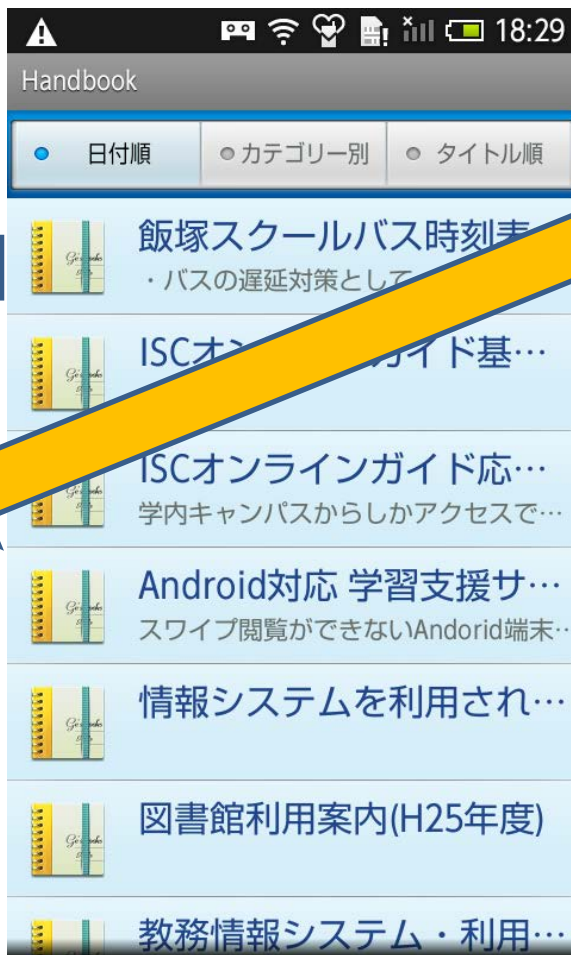 18:29
Handbook
日付順
カテゴリー別
タイトル順
飯塚スクールバス時刻
・バスの遅延対策として
ISCオ ガイド基…
ISCオンラインガイド応…
学内キャンパスからしかアクセスで…
Android対応 学習支援サ…
スワイプ閲覧ができないAndorid端末…
情報システムを利用され…
図書館利用案内(H25年度)
教務情報システム・利用…